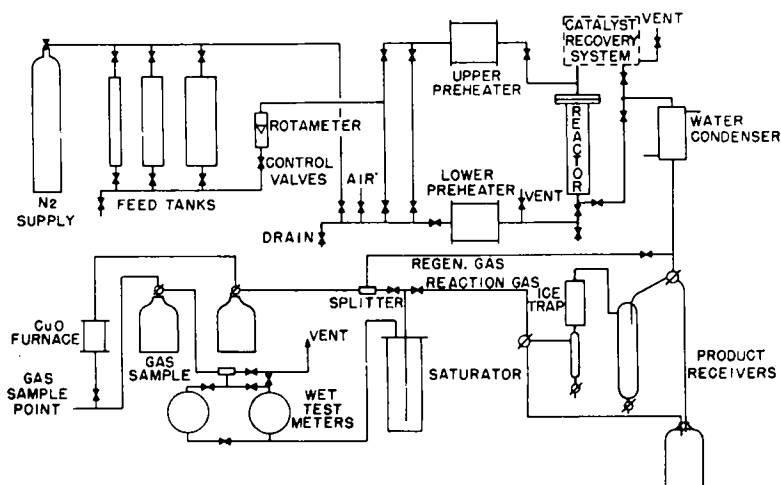 CATALYST
RECOVERY
SYSTEM
VENT
UPPER
PREHEATER
ROTAMETER
REACTOR
WATER
CONDENSER
CONTROL
VALVES
AIR
LOWER
PREHEATER
VENT
N2
SUPPLY
FEED TANKS
DRAIN
REGEN. GAS
REACTION GAS
SPLITTER
ICE
TRAP
CuO
FURNACE
GAS
SAMPLE
VENT
SATURATOR
PRODUCT
RECEIVERS
GAS
SAMPLE
POINT
WET
TEST
METERS